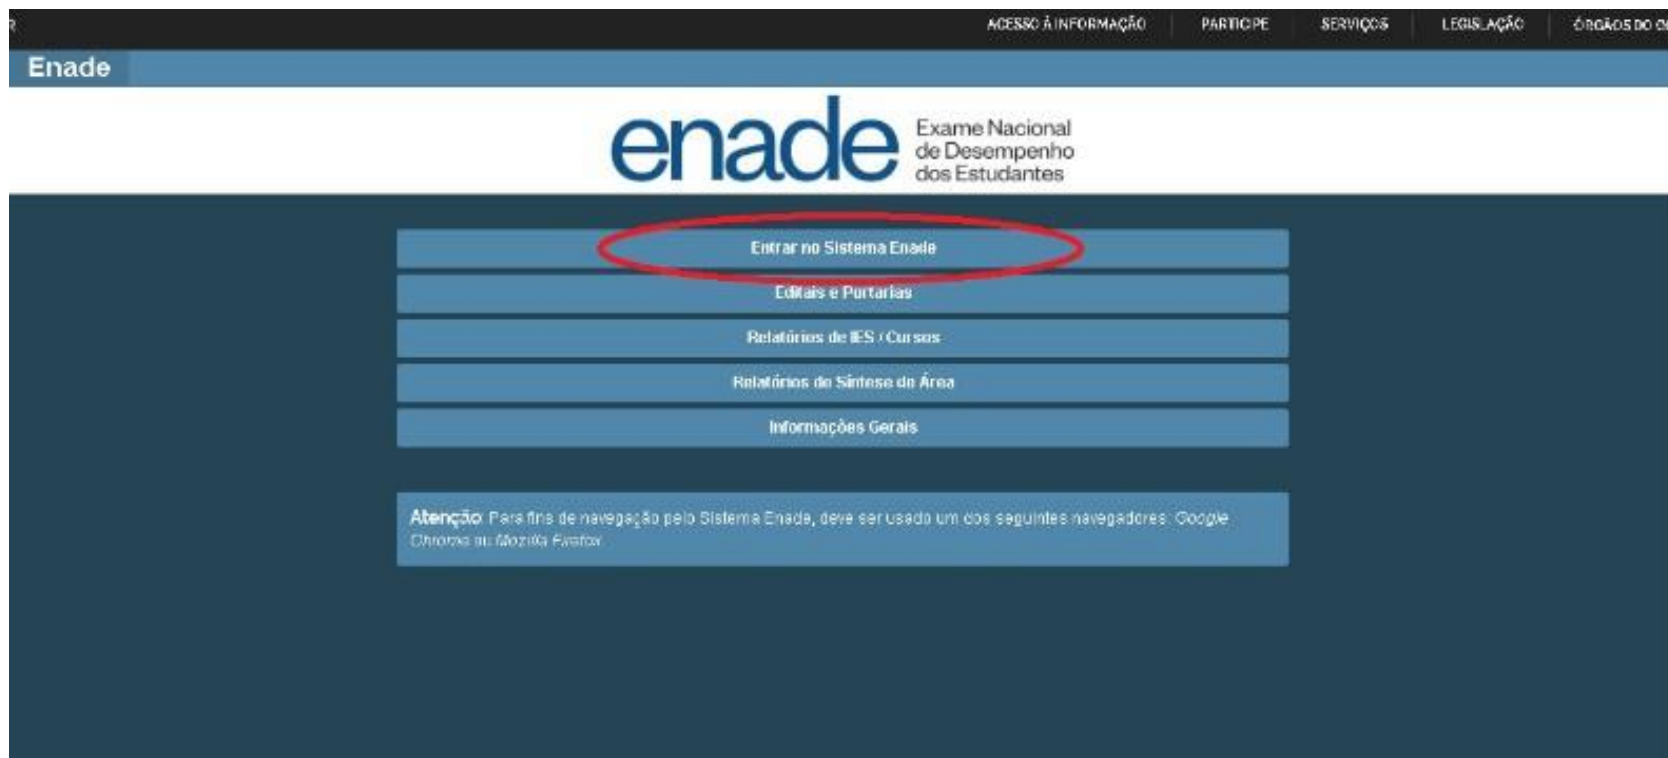 R
ACESSO À INFORMAÇÃO PARTICIPE SERVIÇOS LEGISLAÇÃO ÓRGÃOS DO
Enade
enade
Exame Nacional
de Desempenho
dos Estudantes
Entrar no Sistema Enade
Editais e Portarias
Relatórios de IES / Cursos
Relatórios de Síntese de Área
Informações Gerais
Atenção: Para fins de navegação pelo Sistema Enade, deve ser usado um dos seguintes navegadores: Google
Chrome ou Mozilla Firefox.